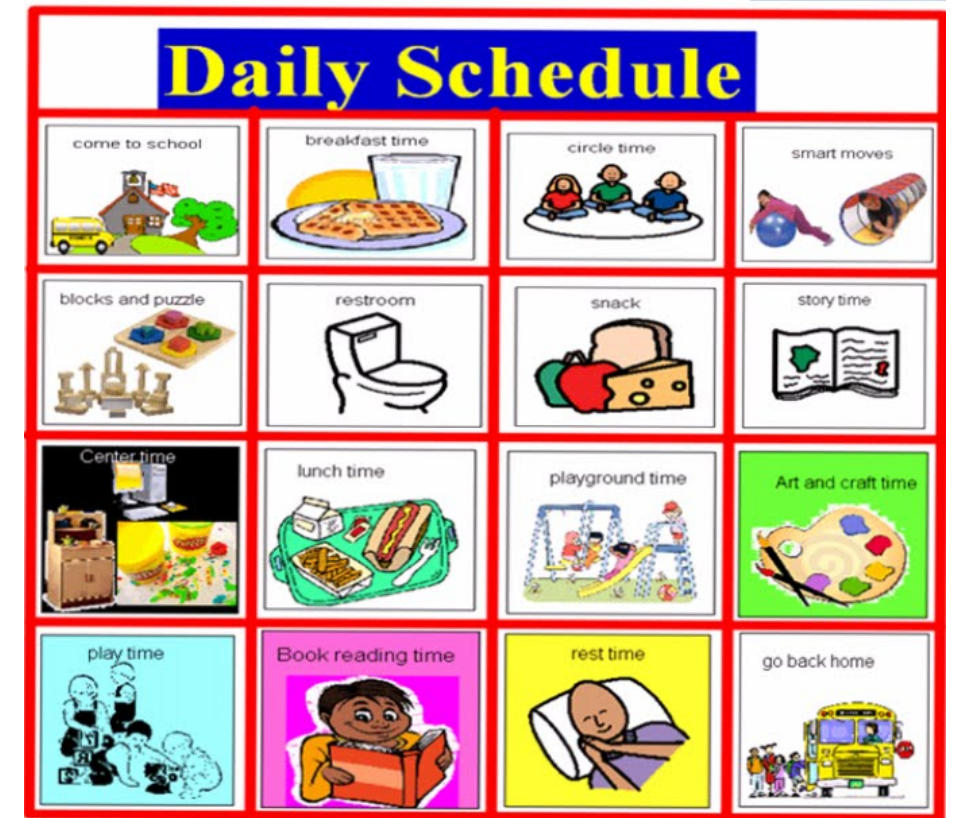 Daily Schedule
come to school
breakfast time
circle time
smart moves
blocks and puzzle
restroom
snack
story time
Center time
lunch time
playground time
Art and craft time
play time
Book reading time
rest time
go back home